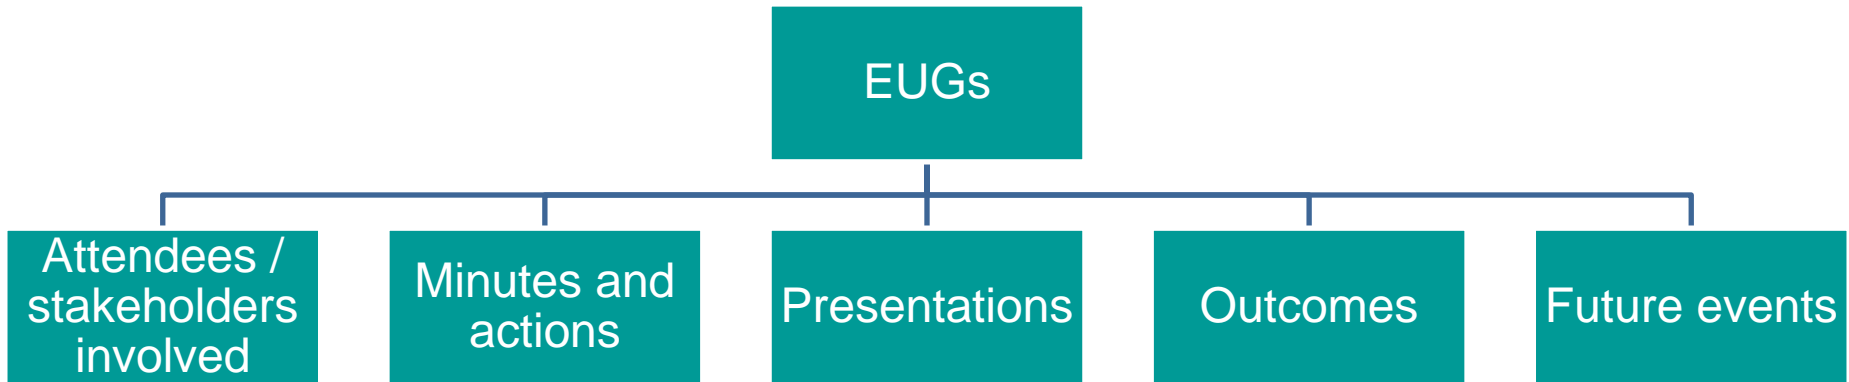 EUGs
Attendees /
stakeholders
involved
Minutes and
actions
Presentations
Outcomes
Future events